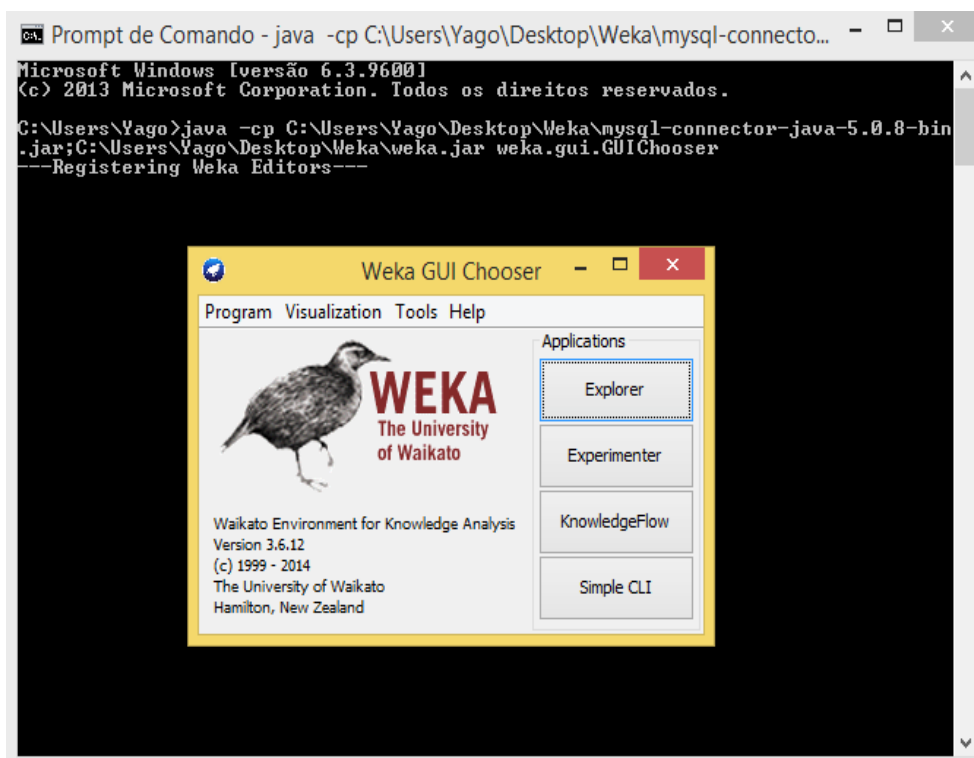 Prompt de Comando - java -cp C:\Users\Yago\Desktop\Weka\mysql-connecto...
Microsoft Windows [versão 6.3.9600]
(c) 2013 Microsoft Corporation. Todos os direitos reservados.
C:\Users\Yago>java -cp C:\Users\Yago\Desktop\Weka\mysql-connector-java-5.0.8-bin
.jar;C:\Users\Yago\Desktop\Weka\weka.jar weka.gui.GUIChooser
---Registering Weka Editors---
Weka GUI Chooser
Program Visualization Tools Help
WEKA
The University
of Waikato
Waikato Environment for Knowledge Analysis
Version 3.6.12
(c) 1999 - 2014
The University of Waikato
Hamilton, New Zealand
Applications
Explorer
Experimenter
KnowledgeFlow
Simple CLI